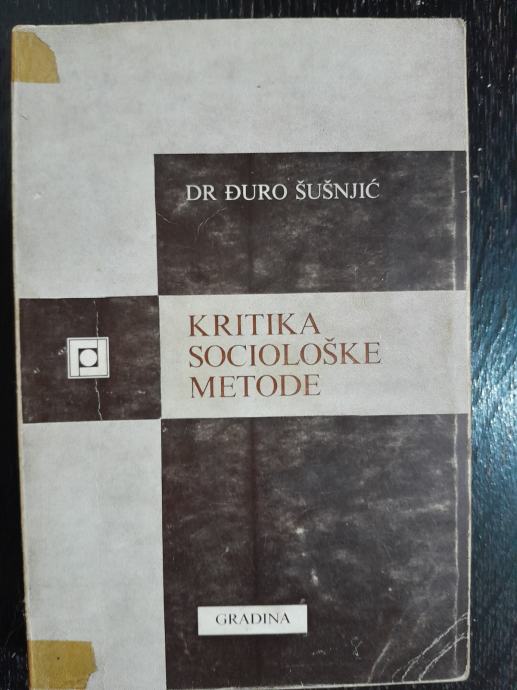 DR ĐURO ŠUŠNJIĆ
KRITIKA
SOCIOLOŠKE
METODE
GRADINA